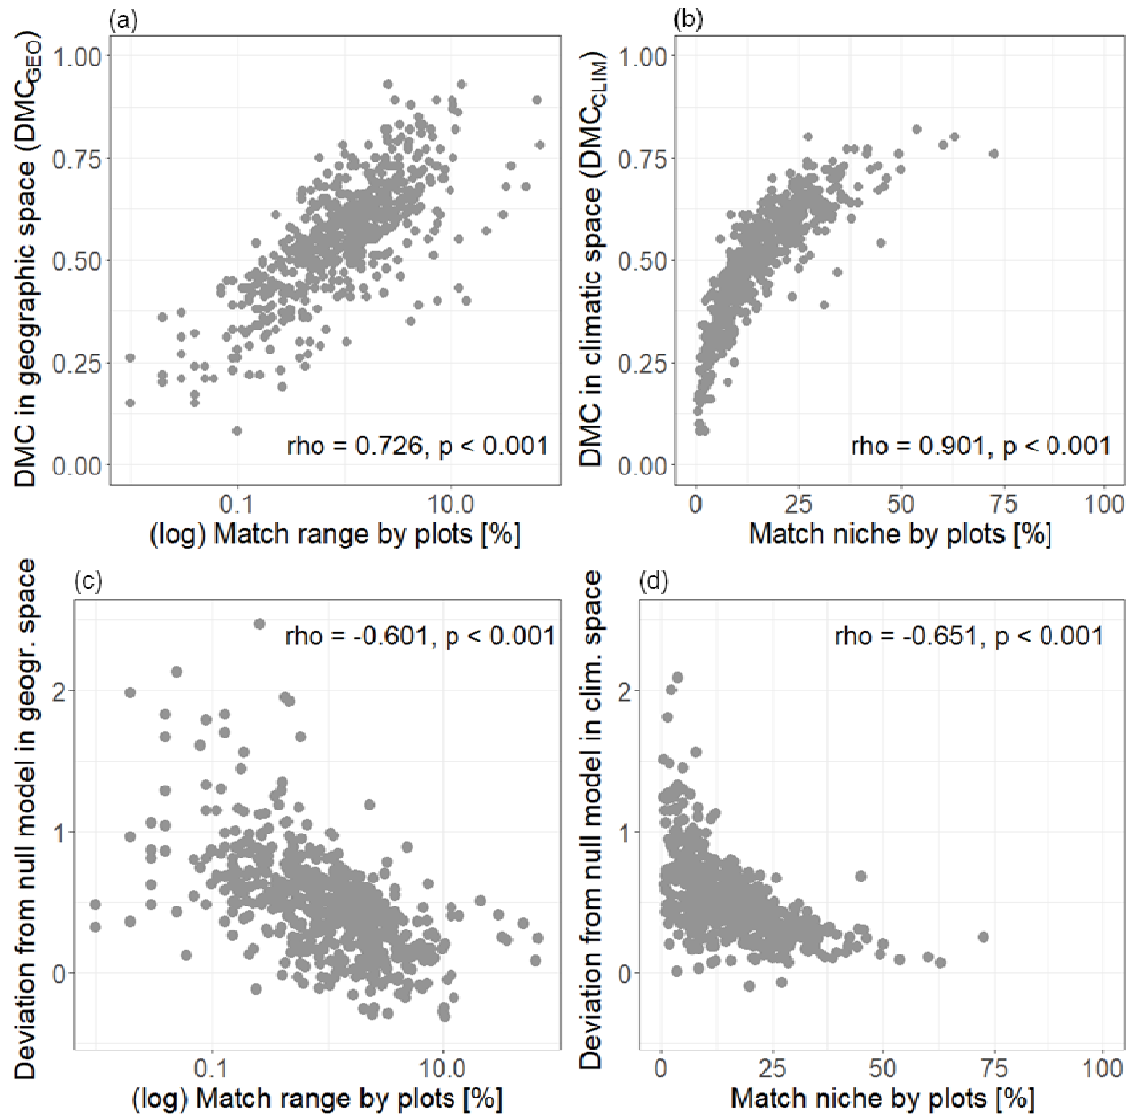 (a)
DMC in geographic space (DMC_GEO)
1.00
0.75
0.50
0.25
0.00
rho = 0.726, p < 0.001
0.1
10.0
(log) Match range by plots [%]
(b)
DMC in climatic space (DMC_CLIM)
1.00
0.75
0.50
0.25
0.00
rho = 0.901, p < 0.001
0
25
50
75
100
Match niche by plots [%]
(c)
Deviation from null model in geogr. space
2
1
0
rho = -0.601, p < 0.001
0.1
10.0
(log) Match range by plots [%]
(d)
Deviation from null model in clim. space
2
1
0
rho = -0.651, p < 0.001
0
25
50
75
100
Match niche by plots [%]